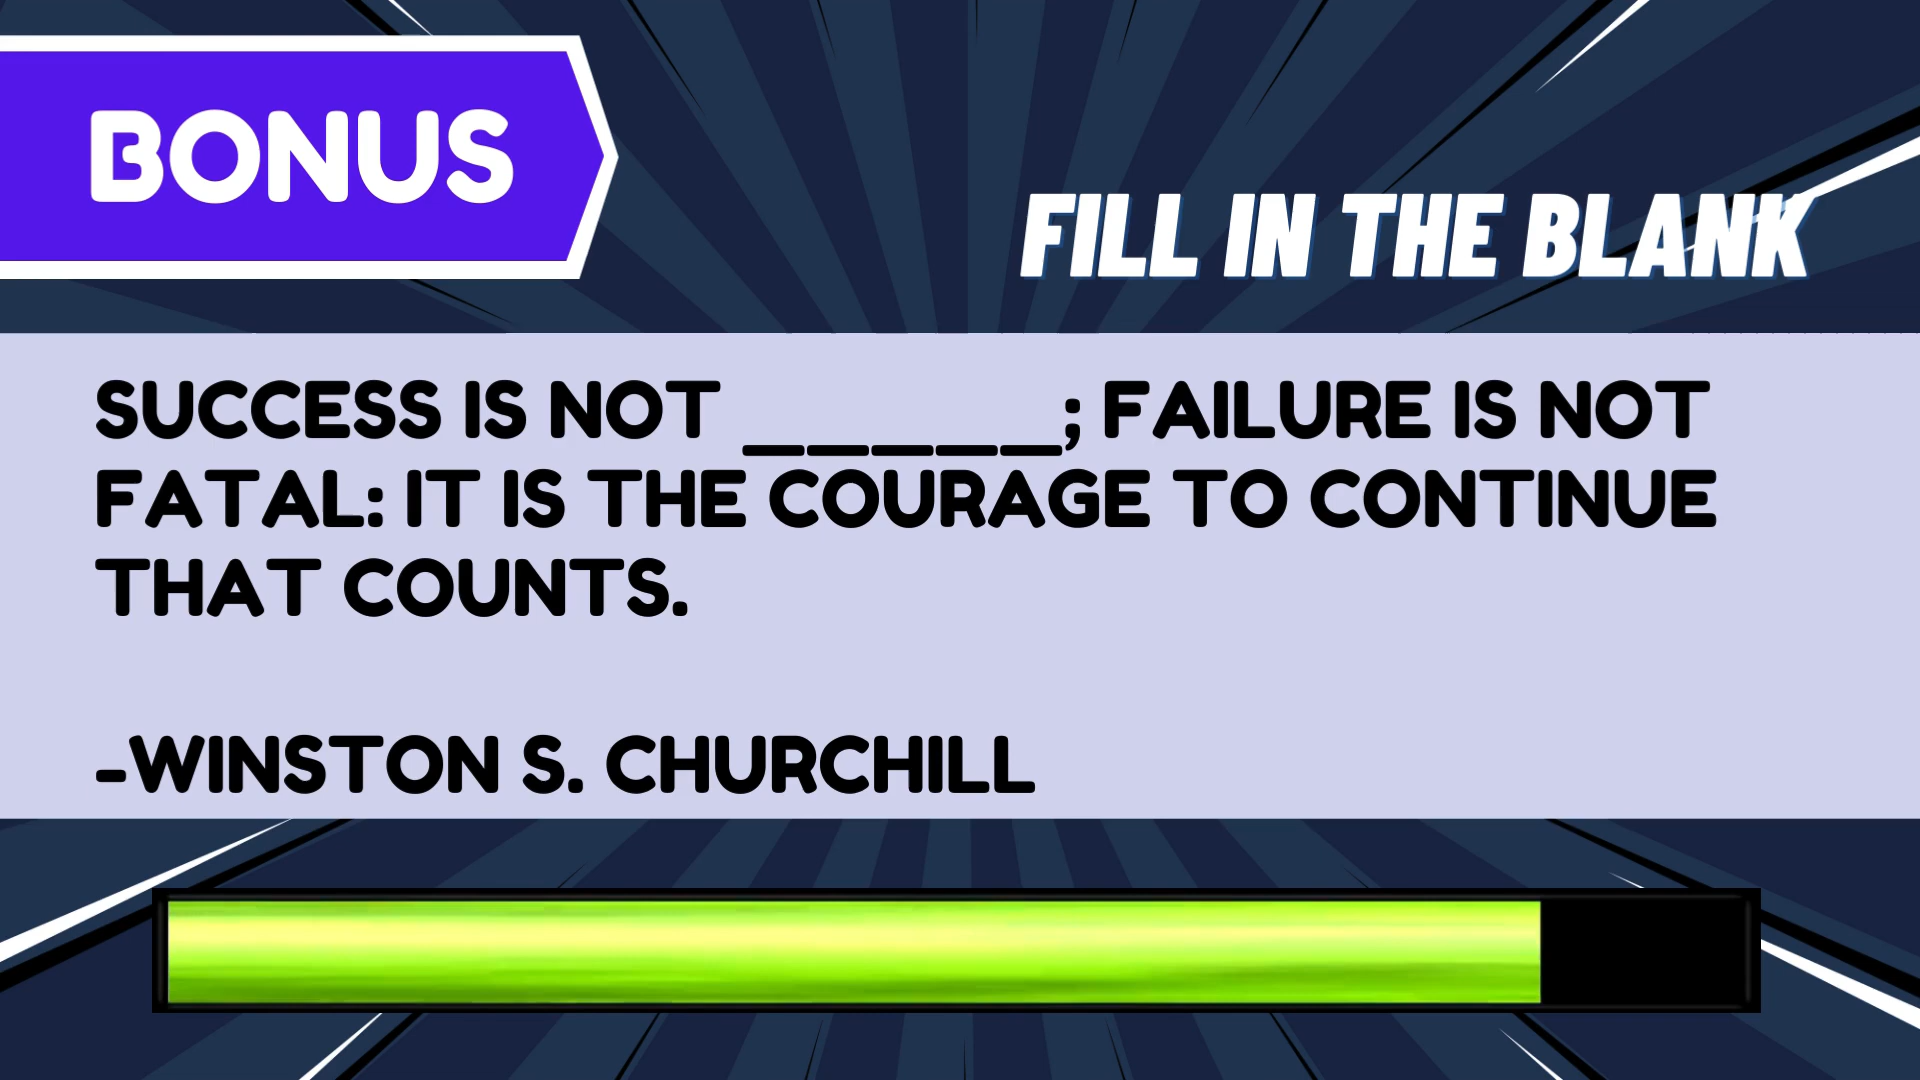 BONUS
FILL IN THE BLANK
SUCCESS IS NOT _____; FAILURE IS NOT
FATAL: IT IS THE COURAGE TO CONTINUE
THAT COUNTS.
-WINSTON S. CHURCHILL